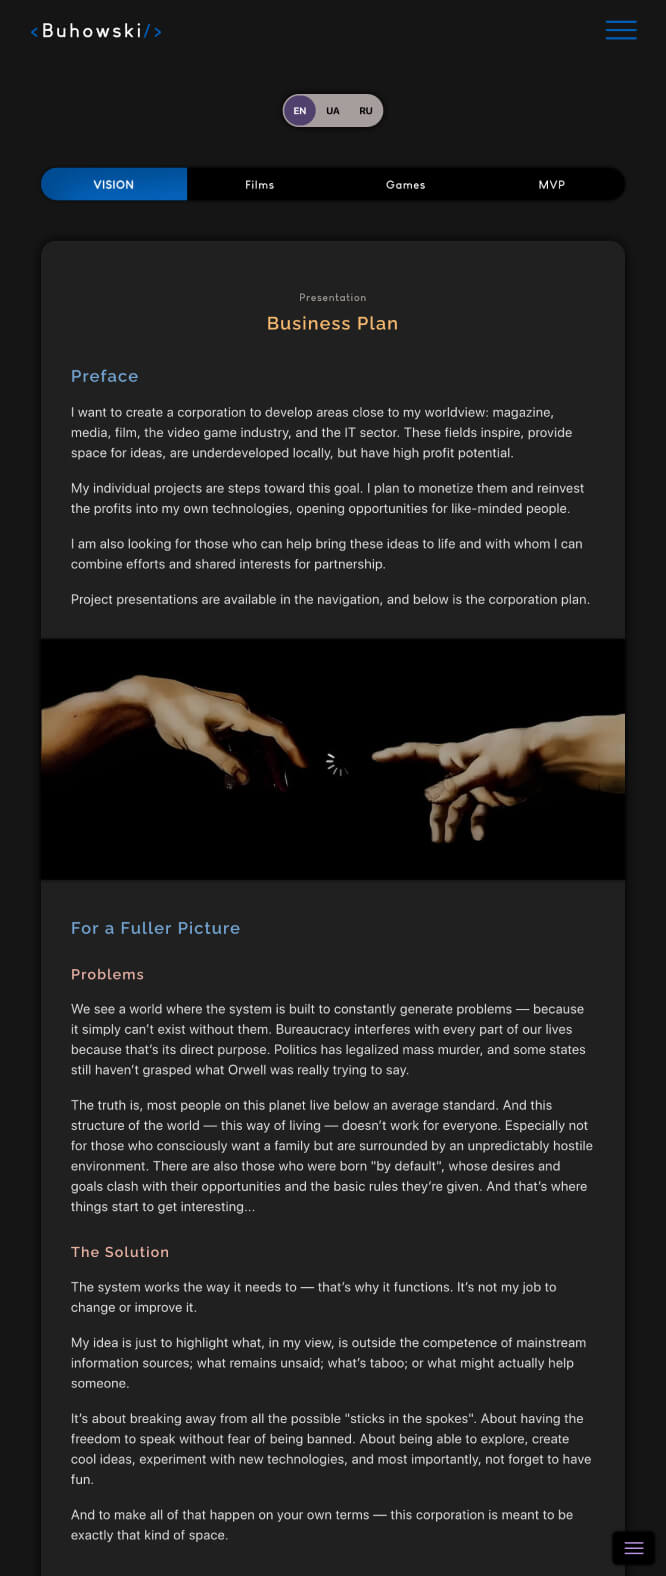 <Buhowski/>
EN UA RU
VISION Films Games MVP
Presentation
Business Plan
Preface
I want to create a corporation to develop areas close to my worldview: magazine,
media, film, the video game industry, and the IT sector. These fields inspire, provide
space for ideas, are underdeveloped locally, but have high profit potential.
My individual projects are steps toward this goal. I plan to monetize them and reinvest
the profits into my own technologies, opening opportunities for like-minded people.
I am also looking for those who can help bring these ideas to life and with whom I can
combine efforts and shared interests for partnership.
Project presentations are available in the navigation, and below is the corporation plan.
For a Fuller Picture
Problems
We see a world where the system is built to constantly generate problems — because
it simply can't exist without them. Bureaucracy interferes with every part of our lives
because that's its direct purpose. Politics has legalized mass murder, and some states
still haven't grasped what Orwell was really trying to say.
The truth is, most people on this planet live below an average standard. And this
structure of the world — this way of living — doesn't work for everyone. Especially not
for those who consciously want a family but are surrounded by an unpredictably hostile
environment. There are also those who were born "by default", whose desires and
goals clash with their opportunities and the basic rules they're given. And that's where
things start to get interesting...
The Solution
The system works the way it needs to — that's why it functions. It's not my job to
change or improve it.
My idea is just to highlight what, in my view, is outside the competence of mainstream
information sources; what remains unsaid; what's taboo; or what might actually help
someone.
It's about breaking away from all the possible "sticks in the spokes". About having the
freedom to speak without fear of being banned. About being able to explore, create
cool ideas, experiment with new technologies, and most importantly, not forget to have
fun.
And to make all of that happen on your own terms — this corporation is meant to be
exactly that kind of space.